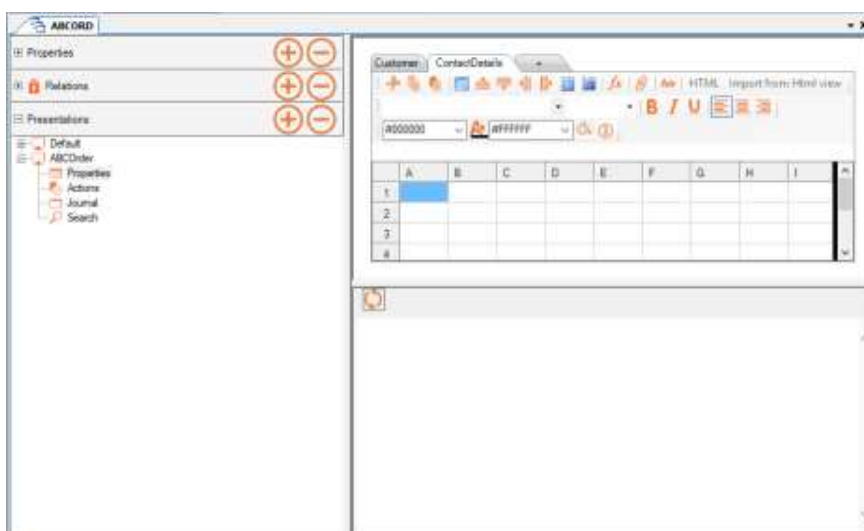 ABCORD
Properties
Relations
Presentations
Default
ABCOrder
Properties
Actions
Journal
Search
Customer ContactDetails +
fx HTML Import from Html view
B I U
#000000 #FFFFFF
A B C D E F G H I
1
2
3
4